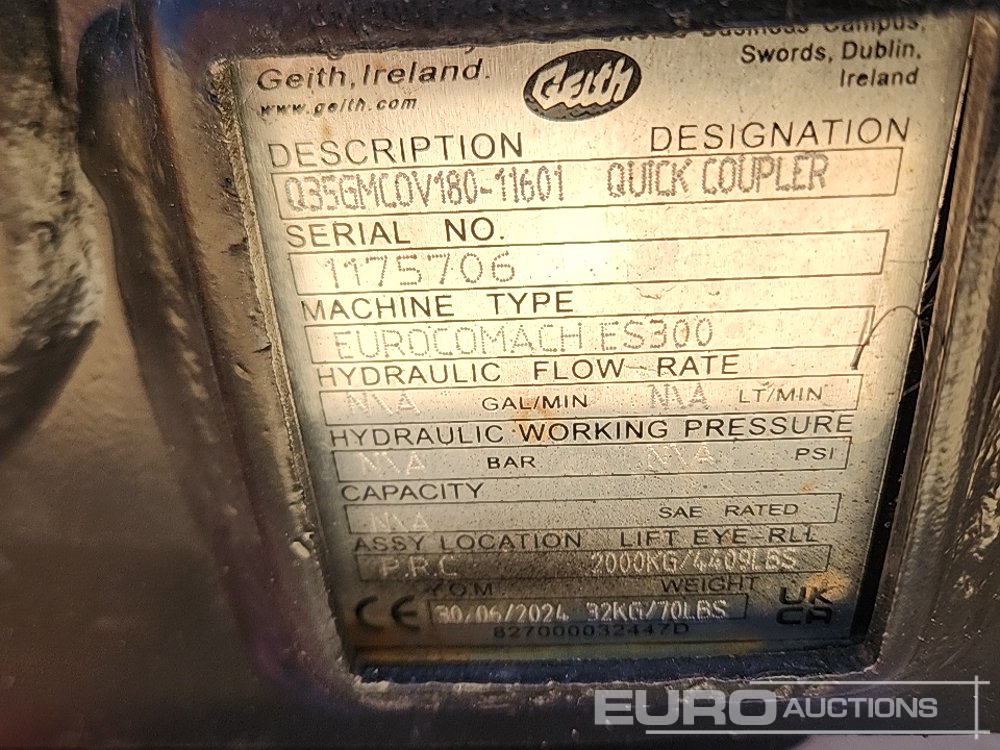 Business Campus,
Geith, Ireland.
Swords, Dublin,
www.geith.com
Ireland
Geith
DESCRIPTION DESIGNATION
Q35GMCOV180-11601 QUICK COUPLER
SERIAL NO.
1175706
MACHINE TYPE
EUROCOMACH ES300
HYDRAULIC FLOW RATE
N\A GAL/MIN N\A LT/MIN
HYDRAULIC WORKING PRESSURE
N\A BAR N\A PSI
CAPACITY
N\A SAE RATED
ASSY LOCATION LIFT EYE-RLL
P.R.C 2000KG/4409LBS
Y.O.M WEIGHT
CE 30/06/2024 32KG/70LBS UK CA
827000032447D
EURO AUCTIONS